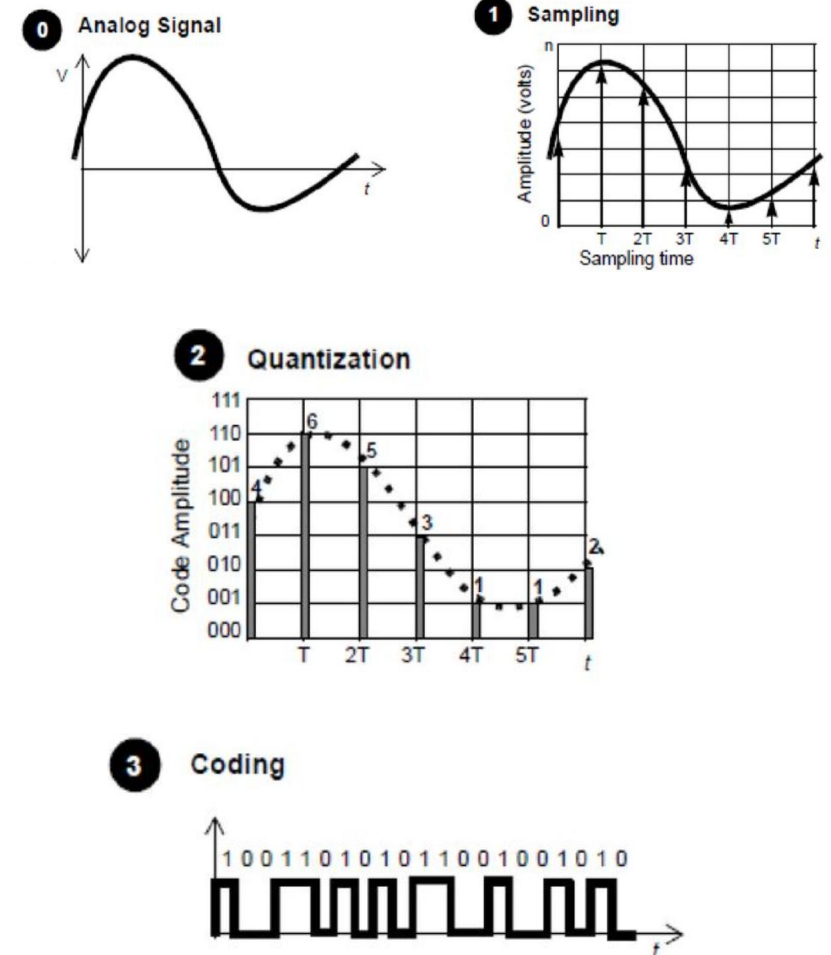 0 Analog Signal
V
t
1 Sampling
n
Amplitude (volts)
0
T 2T 3T 4T 5T t
Sampling time
2 Quantization
111
110
101
100
011
010
001
000
Code Amplitude
4 6 5 3 1 1 2
T 2T 3T 4T 5T t
3 Coding
1 0 0 1 1 0 1 0 1 0 1 1 0 0 1 0 0 1 0 1 0
t